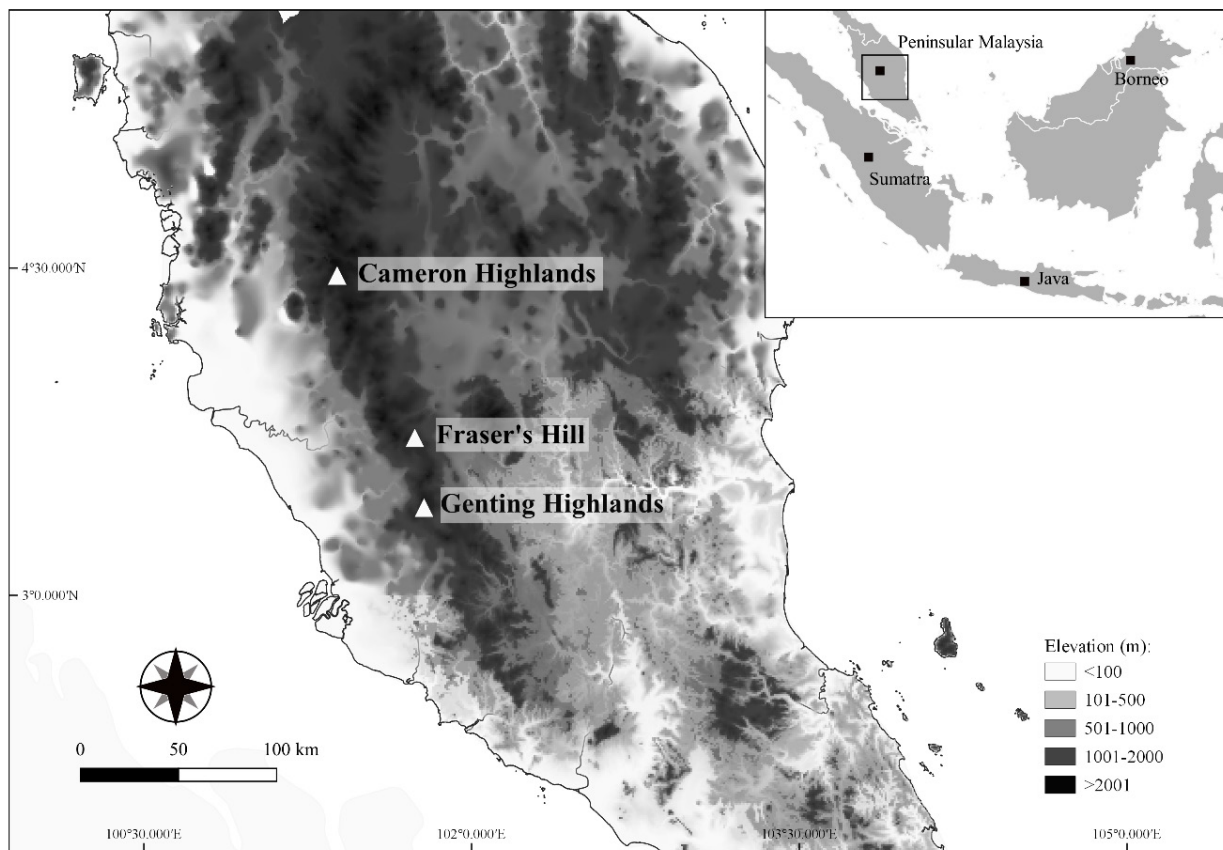 Peninsular Malaysia
Borneo
Sumatra
Java
4°30.000'N
Cameron Highlands
Fraser's Hill
Genting Highlands
3°0.000'N
Elevation (m):
<100
101-500
501-1000
1001-2000
>2001
0 50 100 km
100°30.000'E 102°0.000'E 103°30.000'E 105°0.000'E